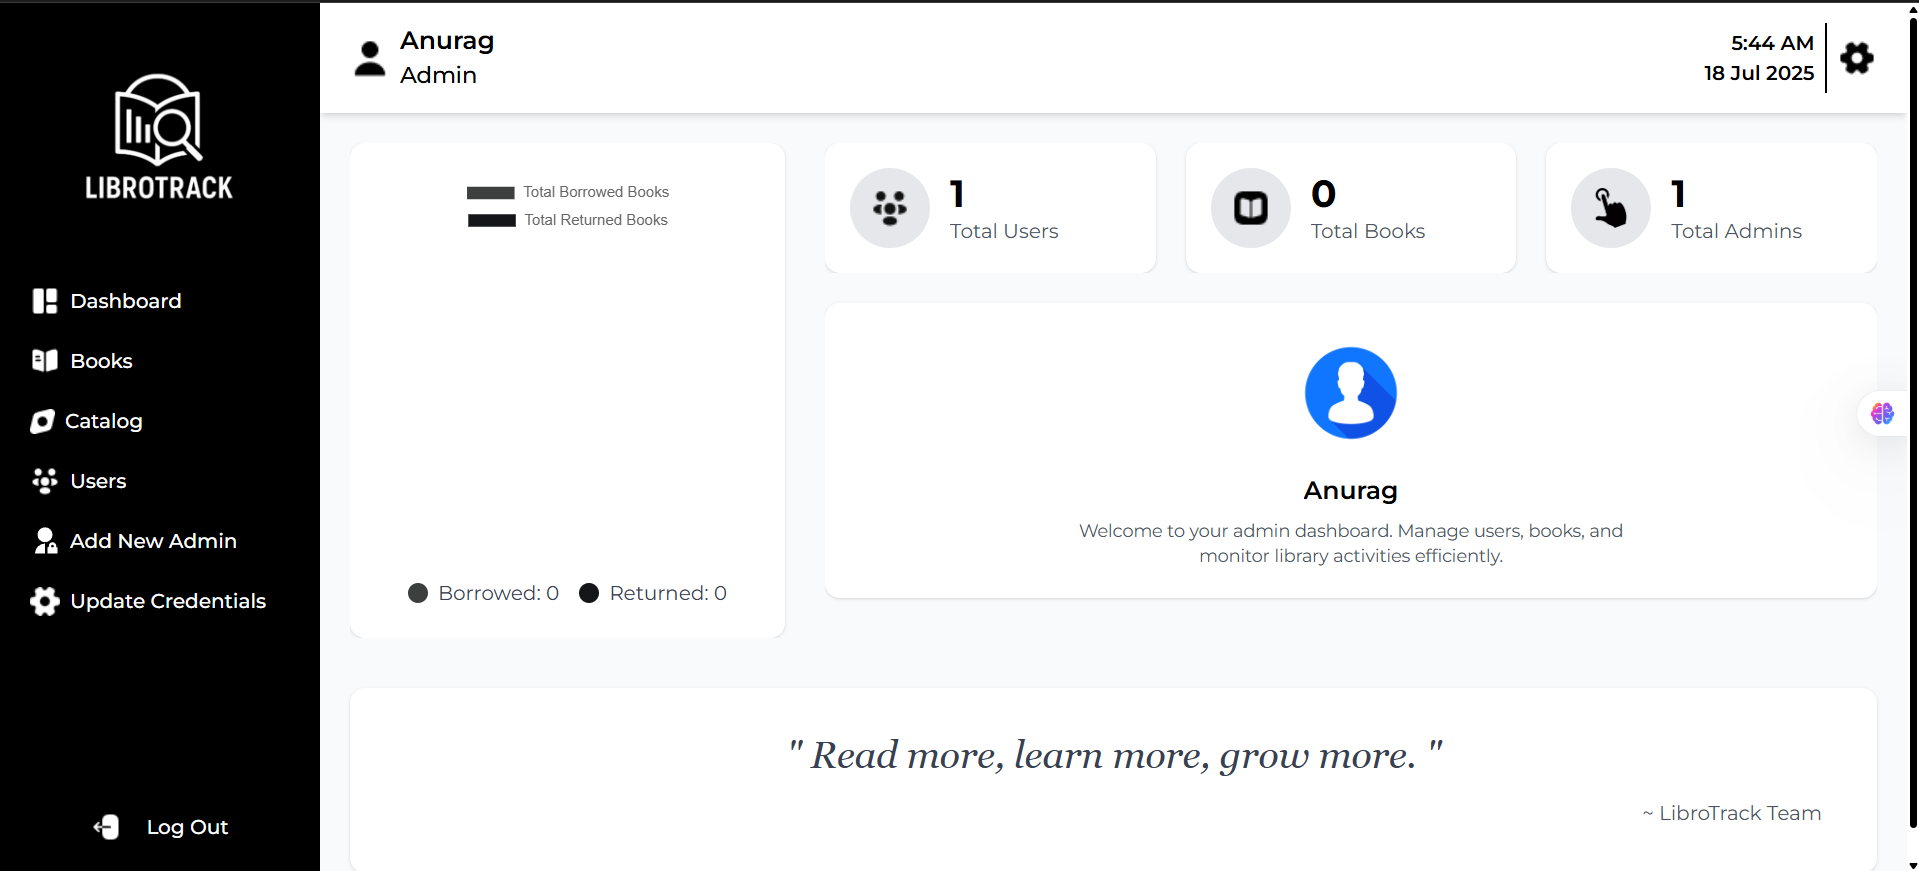 LIBROTRACK
Dashboard
Books
Catalog
Users
Add New Admin
Update Credentials
Log Out
Anurag
Admin
5:44 AM
18 Jul 2025
Total Borrowed Books
Total Returned Books
Borrowed: 0
Returned: 0
1
Total Users
0
Total Books
1
Total Admins
Anurag
Welcome to your admin dashboard. Manage users, books, and
monitor library activities efficiently.
" Read more, learn more, grow more. "
~ LibroTrack Team